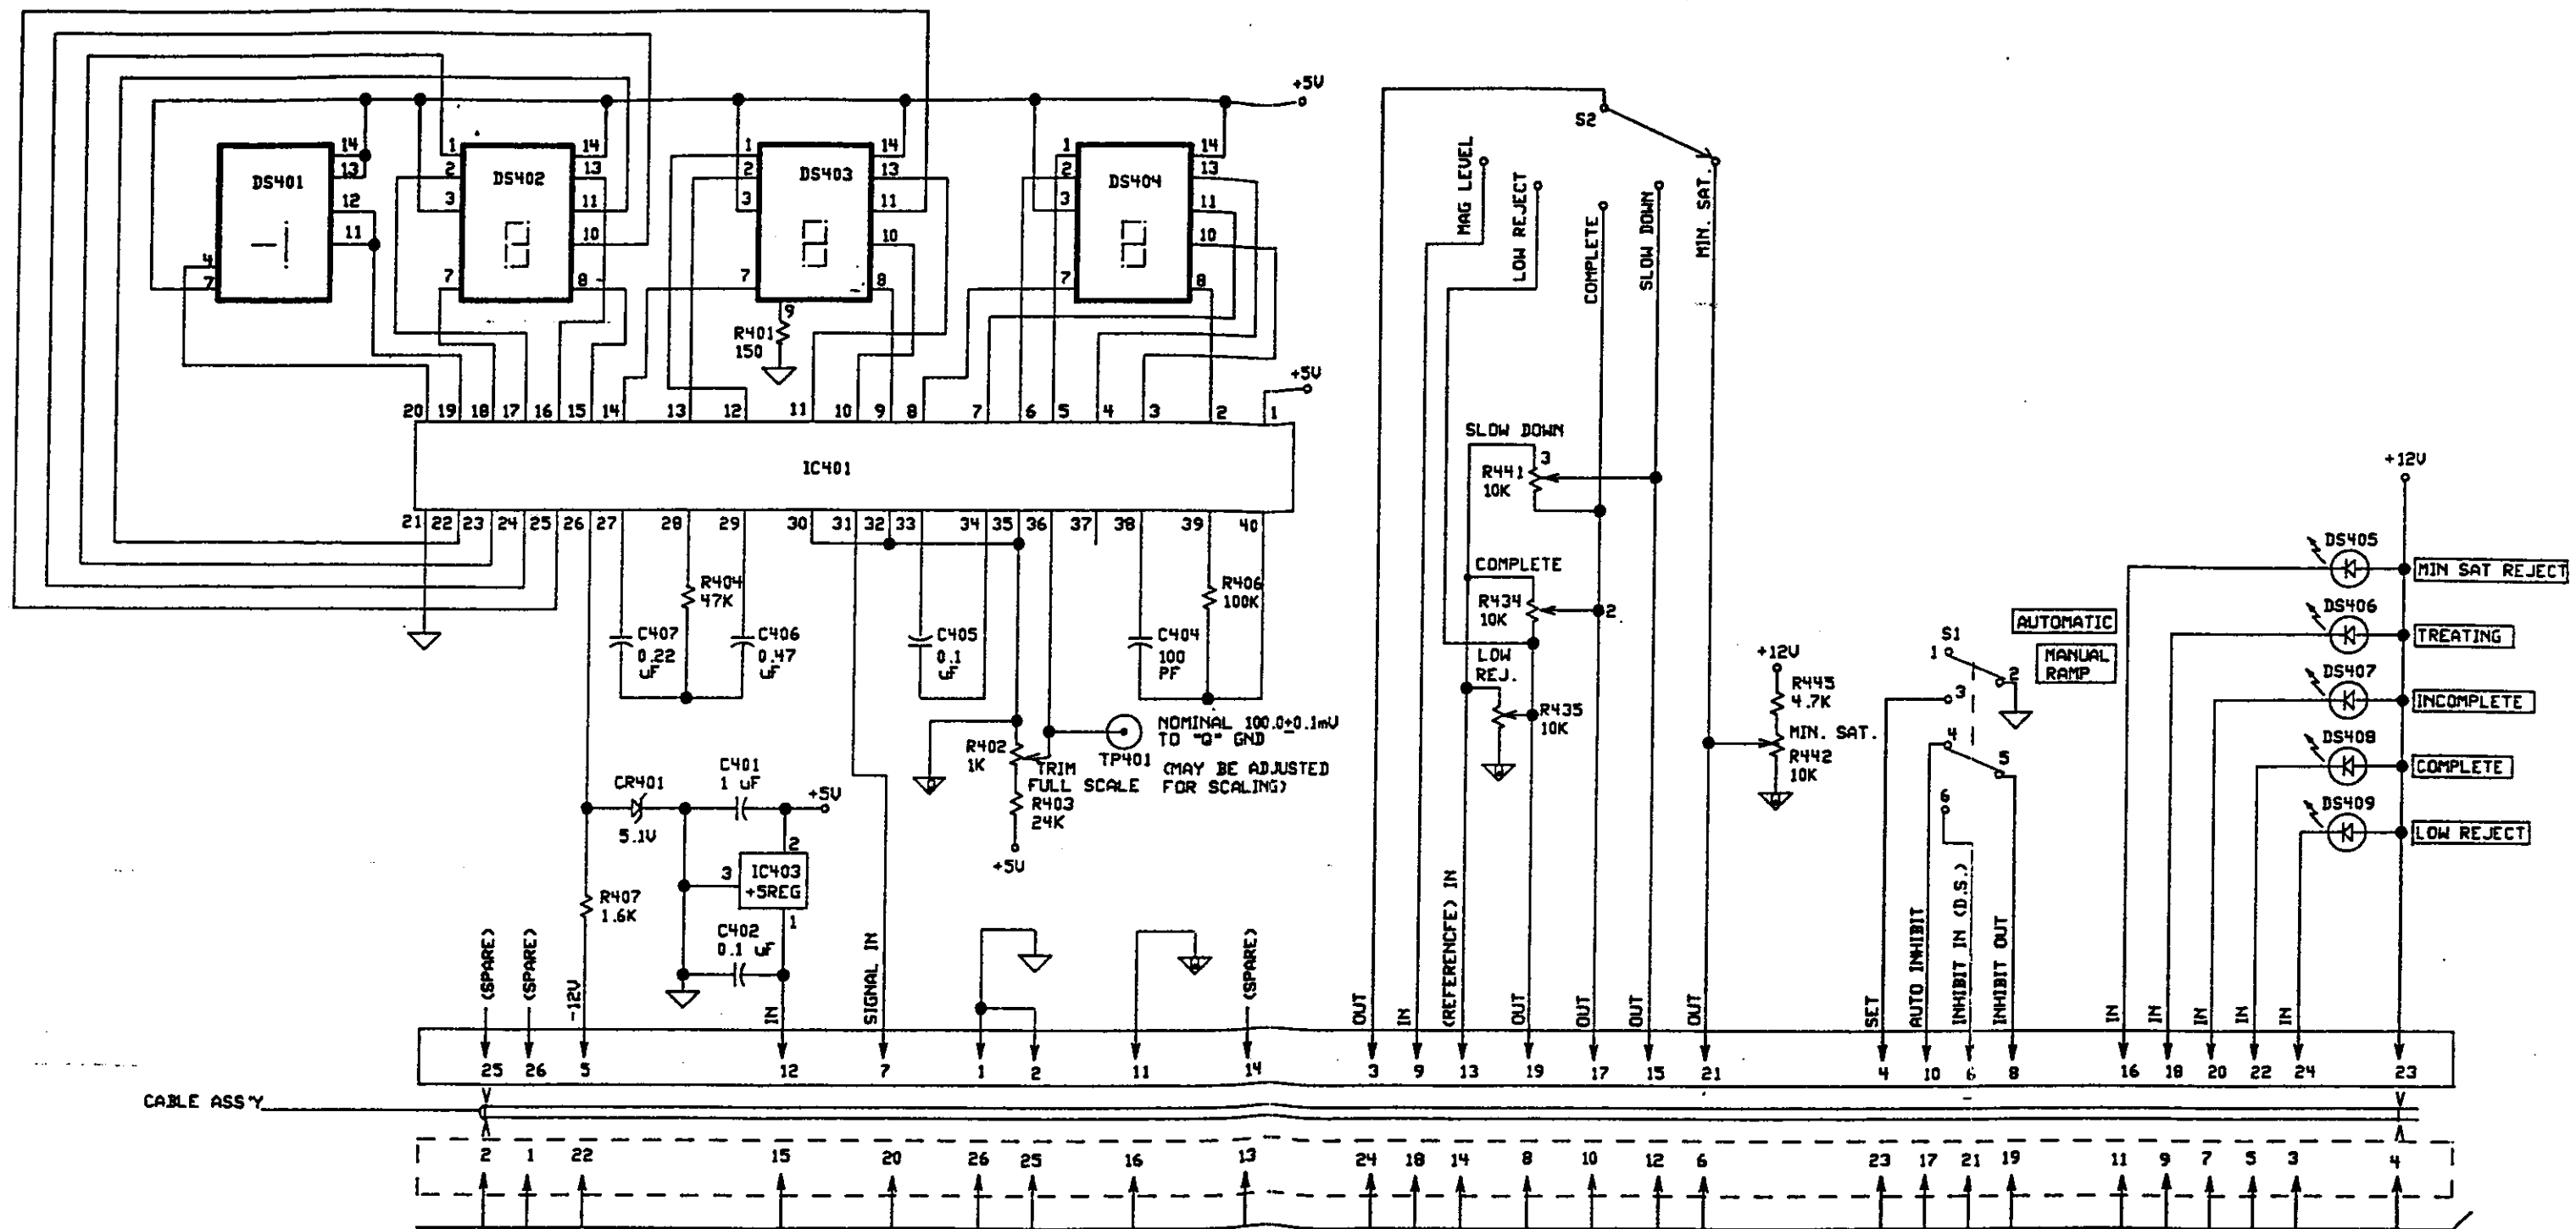 +5V
S2
MAG LEVEL
LOW REJECT
COMPLETE
SLOW DOWN
MIN. SAT.
DS401
14
13
12
11
4
7
DS402
1
2
3
7
14
13
11
10
8
DS403
1
2
3
7
14
13
11
10
8
9
DS404
1
2
3
7
14
13
11
10
8
R401
150
+5V
20 19 18 17 16 15 14 13 12 11 10 9 8 7 6 5 4 3 2 1
IC401
21 22 23 24 25 26 27 28 29 30 31 32 33 34 35 36 37 38 39 40
SLOW DOWN
3
R441
10K
COMPLETE
R434
10K
2
LOW
REJ.
R435
10K
+12V
R443
4.7K
MIN. SAT.
R442
10K
+12V
DS405
MIN SAT REJECT
DS406
TREATING
DS407
INCOMPLETE
DS408
COMPLETE
DS409
LOW REJECT
S1
AUTOMATIC
MANUAL
RAMP
1
2
3
4
5
6
R404
47K
C407
0.22
uF
C406
0.47
uF
C405
0.1
uF
C404
100
PF
R406
100K
R402
1K
TRIM
FULL SCALE
R403
24K
+5V
TP401
NOMINAL 100.0±0.1mV
TO "Q" GND
(MAY BE ADJUSTED
FOR SCALING)
CR401
5.1V
C401
1 uF
+5V
2
IC403
+5REG
3
1
R407
1.6K
C402
0.1 uF
(SPARE)
(SPARE)
-12V
IN
SIGNAL IN
(SPARE)
OUT
IN
(REFERENCFE) IN
OUT
OUT
OUT
OUT
SET
AUTO INHIBIT
INHIBIT IN (D.S.)
INHIBIT OUT
IN
IN
IN
IN
IN
25 26 5 12 7 1 2 11 14 3 9 13 19 17 15 21 4 10 6 8 16 18 20 22 24 23
CABLE ASS'Y
2 1 22 15 20 26 25 16 13 24 18 14 8 10 12 6 23 17 21 19 11 9 7 5 3 4